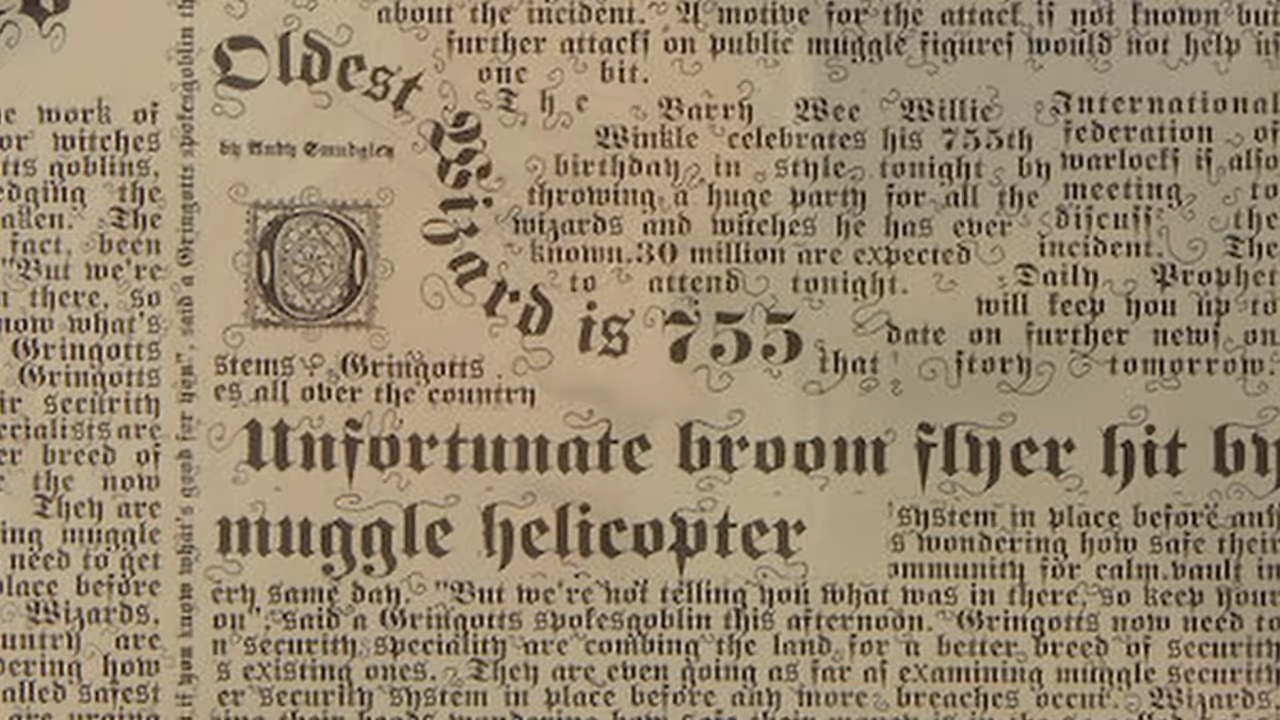 about the incident. A motive for the attack is not known but
further attacks on public muggle figures would not help us
one bit.
Oldest Wizard is 755
by Andy Smudgley
The Barry Wee Willie
Winkle celebrates his 755th
birthday in style tonight by
throwing a huge party for all the
wizards and witches he has ever
known. 30 million are expected
to attend tonight.
International
federation of
warlocks is also
meeting to
discuss the
incident. The
Daily Prophet
will keep you up to
date on further news on
that story tomorrow.
O
stems Gringotts
es all over the country
Unfortunate broom flyer hit by
muggle helicopter
system in place before any
s wondering how safe their
ommunity for calm. vault in
ery same day. "But we're not telling you what was in there, so keep your
ou", said a Gringotts spokesgoblin this afternoon. Gringotts now need to
n security speciality are combing the land for a better breed of security
s existing ones. They are even going as far as examining muggle security
er security system in place before any more breaches occur. Wizards
e work of
or witches
tts goblins,
edging the
aken. The
fact, been
"But we're
n there, so
now what's
Gringotts
Gringotts
ir security
ecialists are
er breed of
e the now
They are
ing muggle
need to get
place before
Wizards,
untry are
dering how
alled safest
are urging
if you know what's good for you", said a Gringotts spokesgoblin th